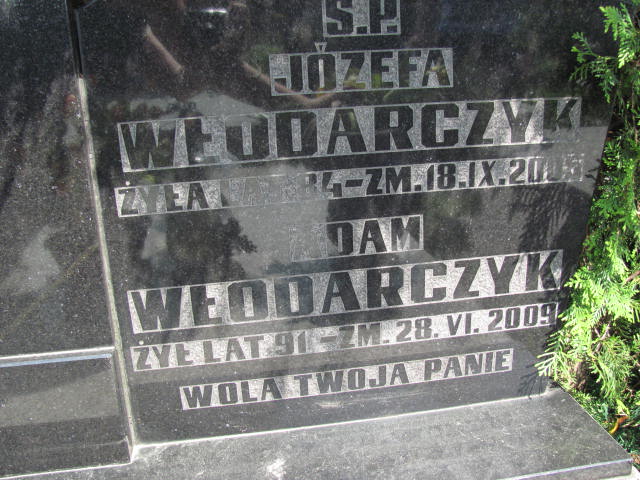 Ś.P.
JÓZEFA
WŁODARCZYK
ŻYŁA LAT 84-ZM.18.IX.2005
ADAM
WŁODARCZYK
ŻYŁ LAT 91-ZM. 28. VI. 2009
WOLA TWOJA PANIE